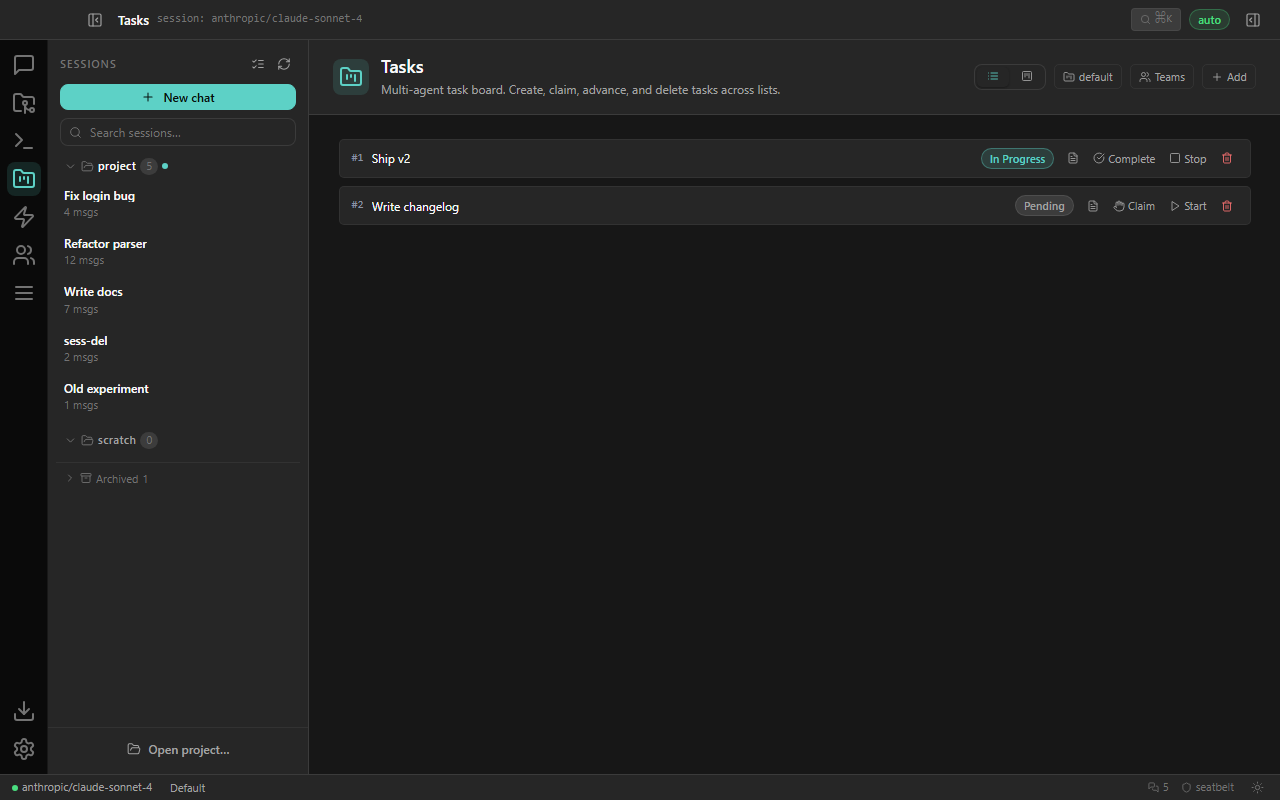 Tasks session: anthropic/claude-sonnet-4 ⌘K auto
SESSIONS
+ New chat
Search sessions...
project 5
Fix login bug
4 msgs
Refactor parser
12 msgs
Write docs
7 msgs
sess-del
2 msgs
Old experiment
1 msgs
scratch 0
Archived 1
Open project...
Tasks
Multi-agent task board. Create, claim, advance, and delete tasks across lists.
default Teams + Add
#1 Ship v2 In Progress Complete Stop
#2 Write changelog Pending Claim Start
anthropic/claude-sonnet-4 Default 5 seatbelt